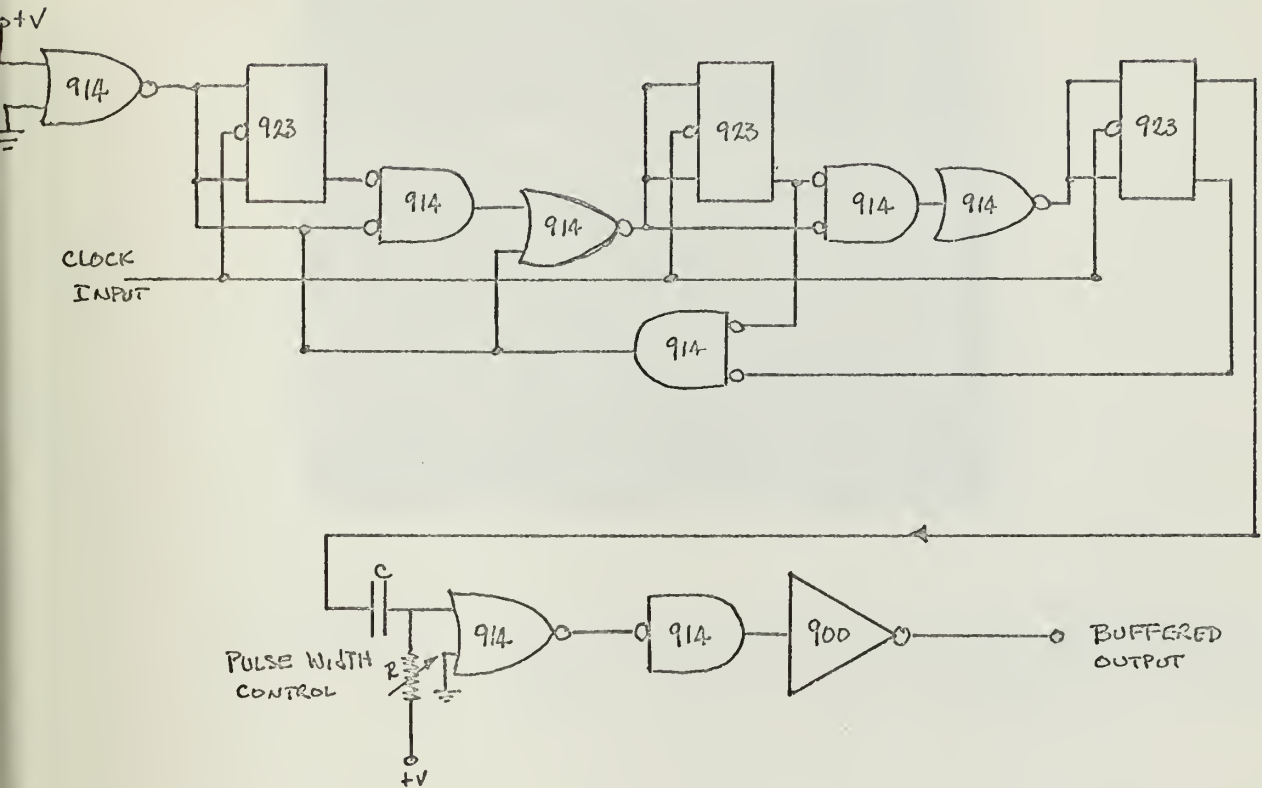 +V
914
923
914
914
923
914
914
923
CLOCK
INPUT
914
C
PULSE WIDTH
CONTROL
R
914
914
900
BUFFERED
OUTPUT
+V